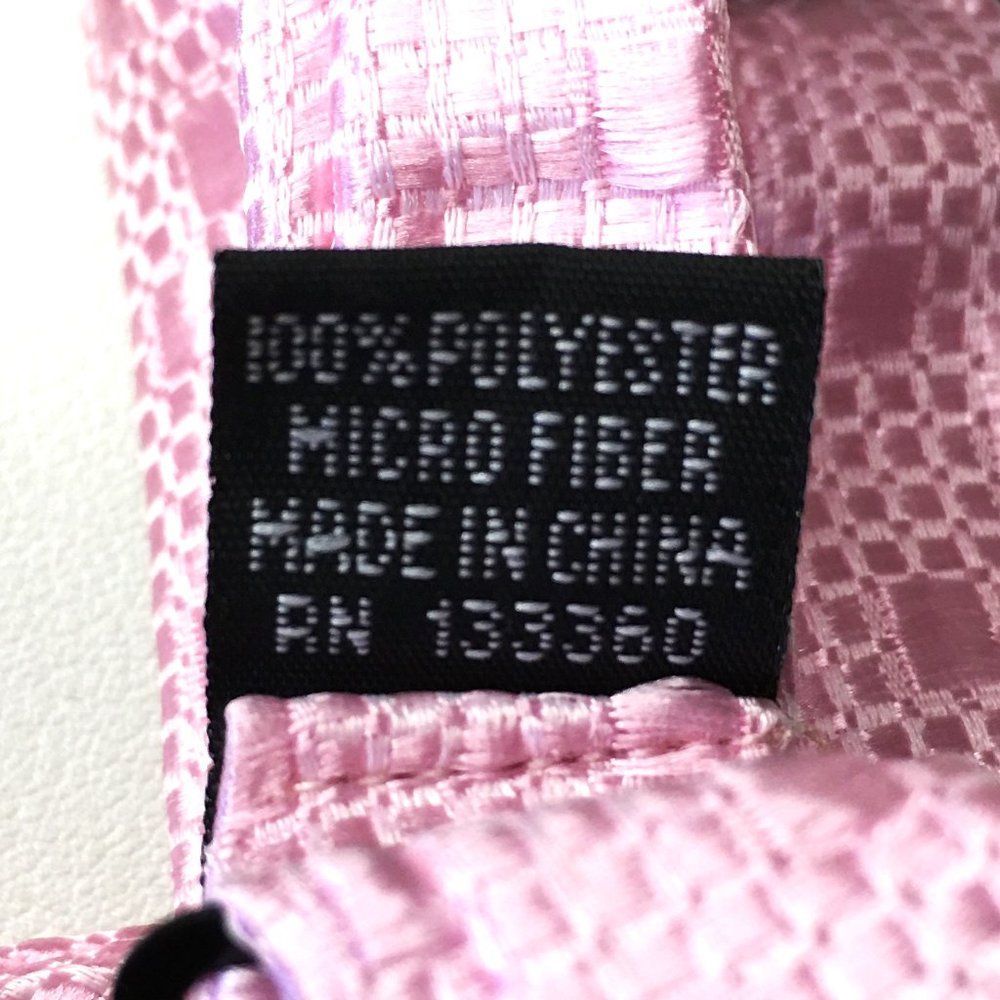 100% POLYESTER
MICRO FIBER
MADE IN CHINA
RN 133360